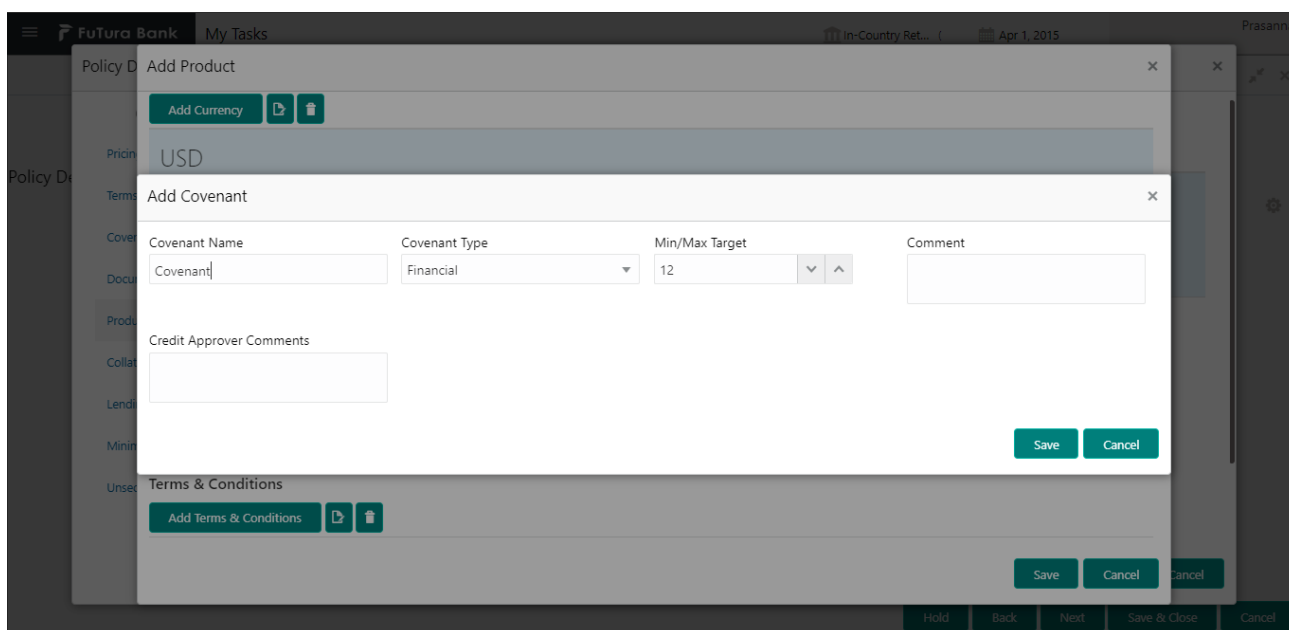 FuTura Bank My Tasks In-Country Ret... ( Apr 1, 2015 Prasann
Policy D Add Product
Add Currency
Pricin USD
Policy De
Terms Add Covenant
Cover Covenant Name Covenant Type Min/Max Target Comment
Covenant Financial 12
Docu
Produ
Credit Approver Comments
Collat
Lendi
Minim Save Cancel
Unsec Terms & Conditions
Add Terms & Conditions
Save Cancel Cancel
Hold Back Next Save & Close Cancel